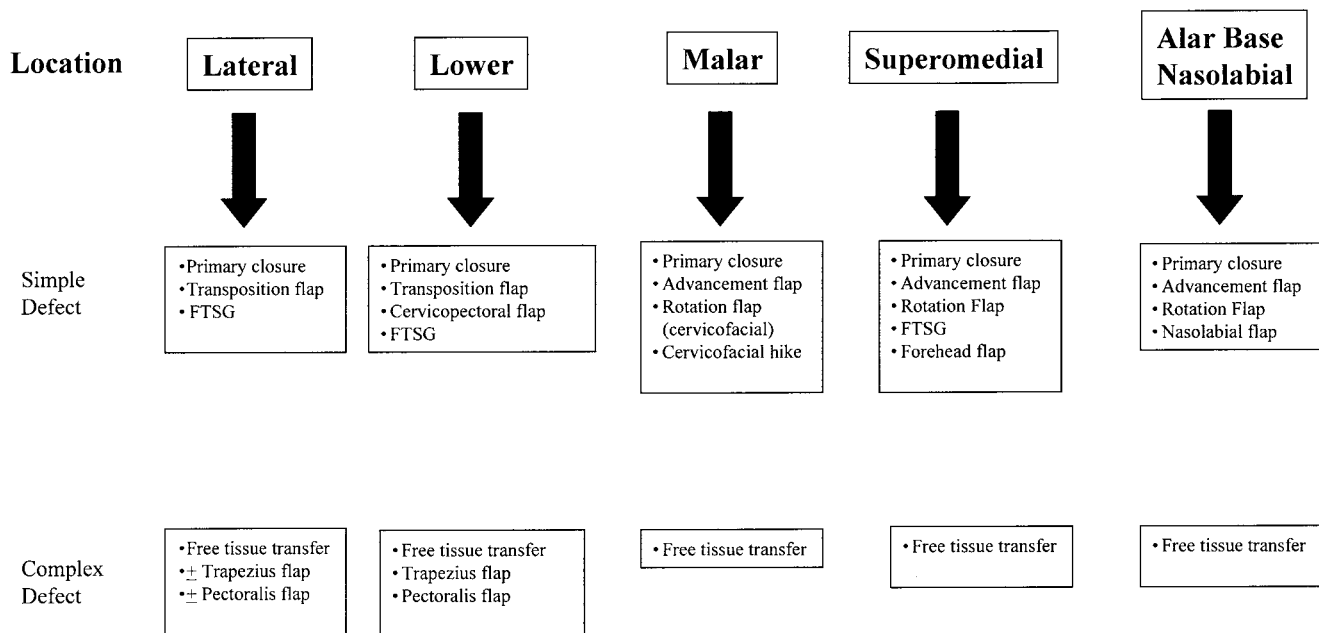 Location
Lateral
Lower
Malar
Superomedial
Alar Base
Nasolabial
Simple
Defect
•Primary closure
•Transposition flap
•FTSG
•Primary closure
•Transposition flap
•Cervicopectoral flap
•FTSG
•Primary closure
•Advancement flap
•Rotation flap
(cervicofacial)
•Cervicofacial hike
•Primary closure
•Advancement flap
•Rotation Flap
•FTSG
•Forehead flap
•Primary closure
•Advancement flap
•Rotation Flap
•Nasolabial flap
Complex
Defect
•Free tissue transfer
•± Trapezius flap
•± Pectoralis flap
•Free tissue transfer
•Trapezius flap
•Pectoralis flap
•Free tissue transfer
•Free tissue transfer
•Free tissue transfer